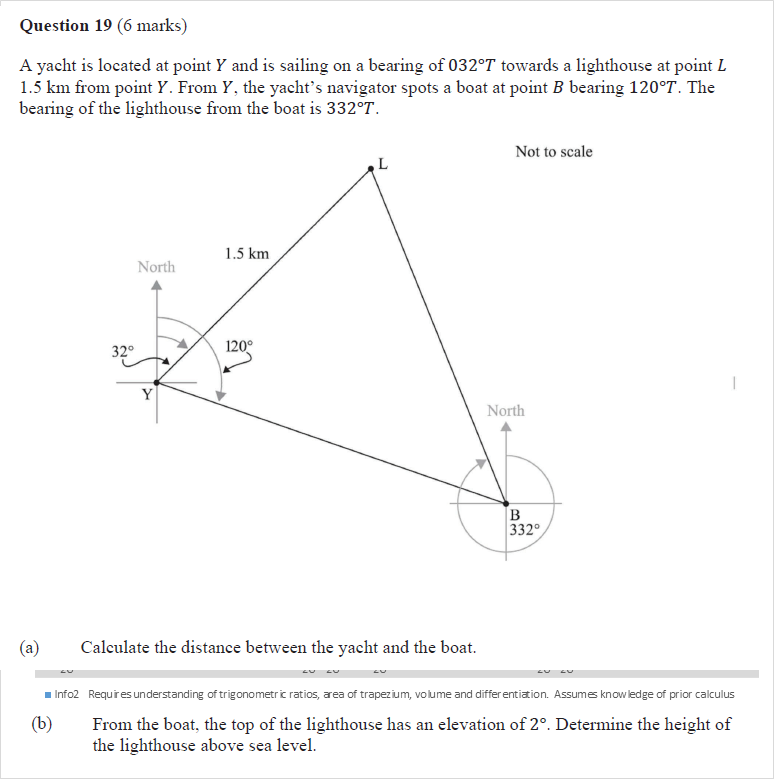 Question 19 (6 marks)
A yacht is located at point Y and is sailing on a bearing of 032°T towards a lighthouse at point L
1.5 km from point Y. From Y, the yacht's navigator spots a boat at point B bearing 120°T. The
bearing of the lighthouse from the boat is 332°T.
Not to scale
L
1.5 km
North
32°
120°
Y
North
B
332°
(a) Calculate the distance between the yacht and the boat.
Info2 Requires understanding of trigonometric ratios, area of trapezium, volume and differentiation. Assumes knowledge of prior calculus
(b) From the boat, the top of the lighthouse has an elevation of 2°. Determine the height of
the lighthouse above sea level.